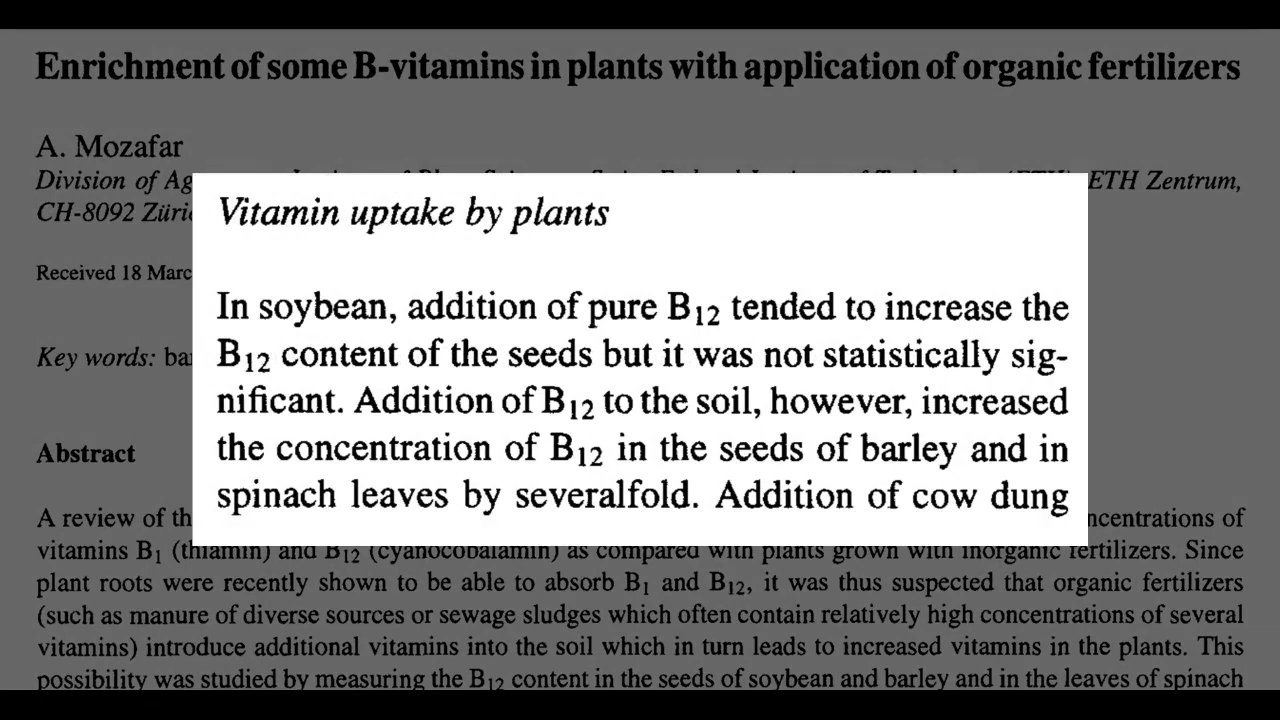 Enrichment of some B-vitamins in plants with application of organic fertilizers
A. Mozafar
Division of Ag
ETH Zentrum,
CH-8092 Züri
Received 18 Marc
Key words: ba
Vitamin uptake by plants
In soybean, addition of pure B₁₂ tended to increase the
B₁₂ content of the seeds but it was not statistically sig-
nificant. Addition of B₁₂ to the soil, however, increased
the concentration of B₁₂ in the seeds of barley and in
spinach leaves by severalfold. Addition of cow dung
Abstract
A review of th
ncentrations of
vitamins B₁ (thiamin) and B₁₂ (cyanocobalamin) as compared with plants grown with inorganic fertilizers. Since
plant roots were recently shown to be able to absorb B₁ and B₁₂, it was thus suspected that organic fertilizers
(such as manure of diverse sources or sewage sludges which often contain relatively high concentrations of several
vitamins) introduce additional vitamins into the soil which in turn leads to increased vitamins in the plants. This
possibility was studied by measuring the B₁₂ content in the seeds of soybean and barley and in the leaves of spinach